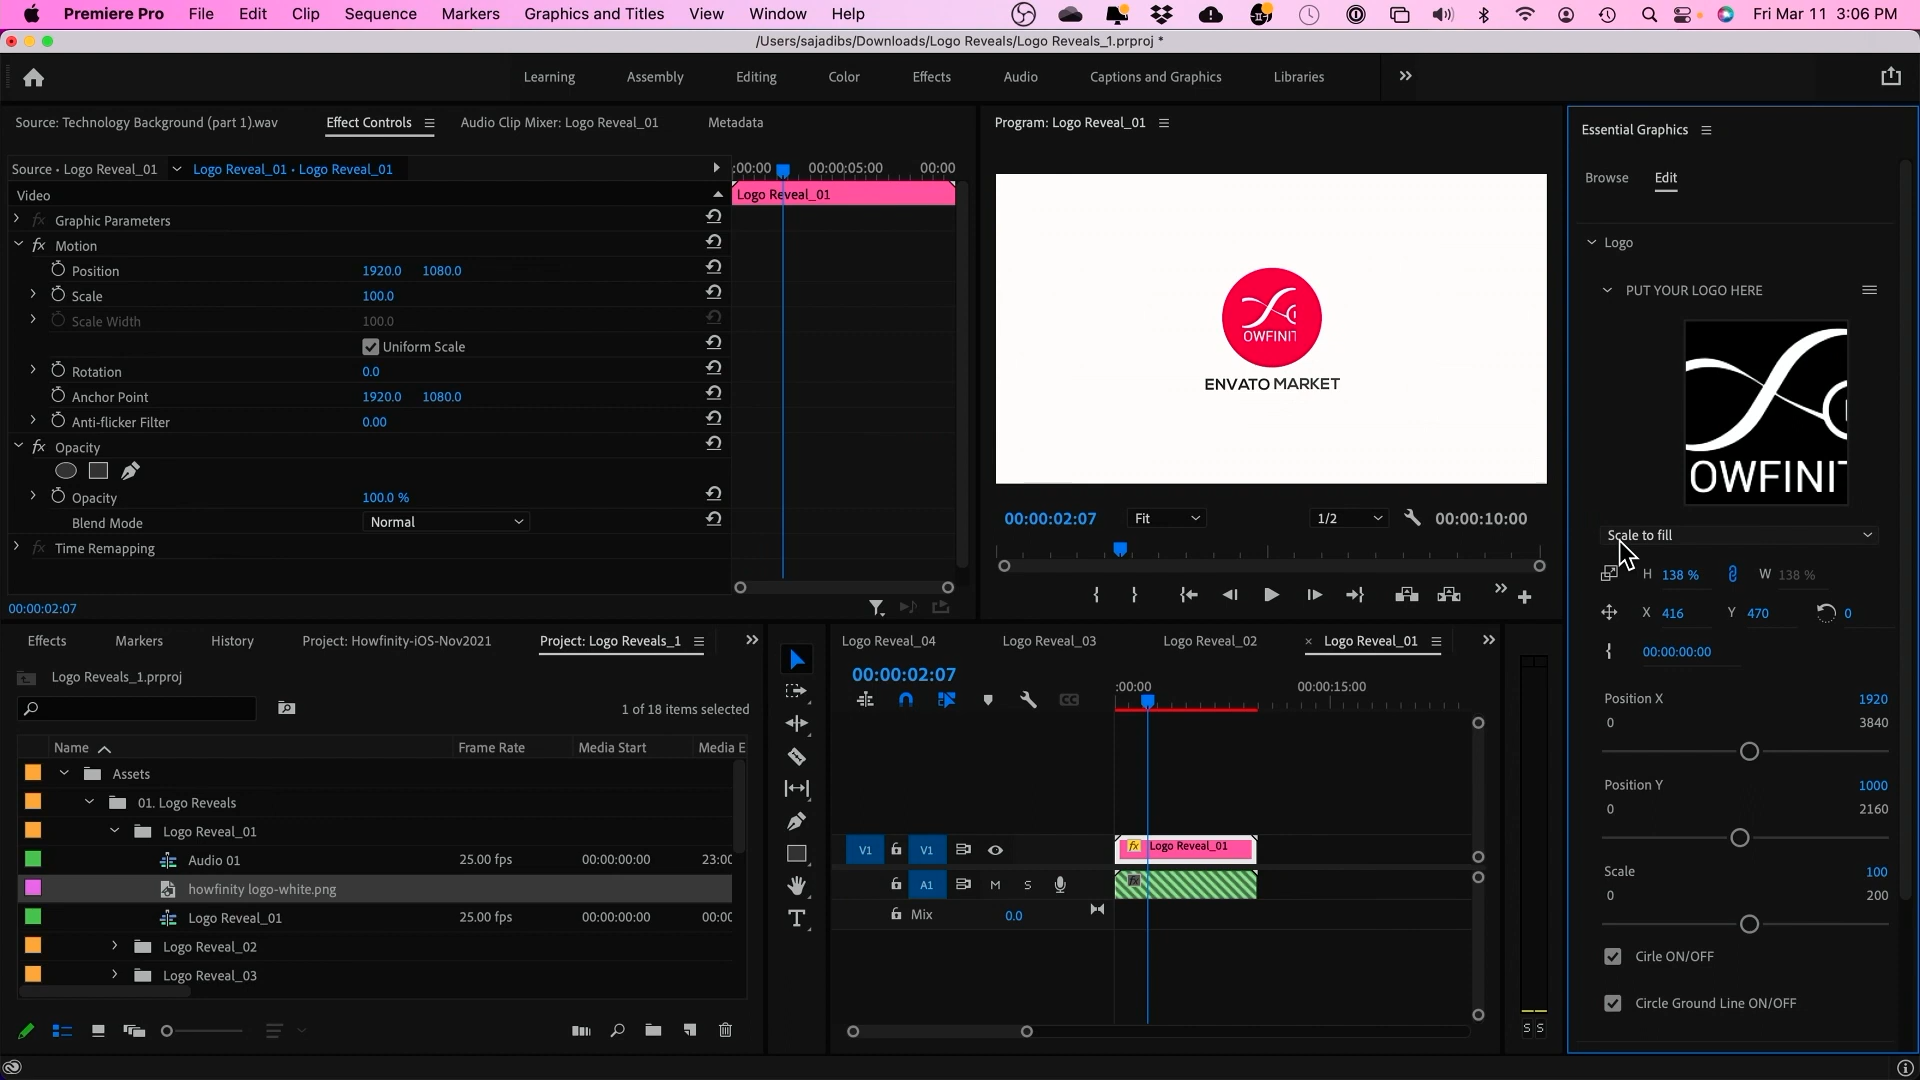 Premiere Pro File Edit Clip Sequence Markers Graphics and Titles View Window Help Fri Mar 11 3:06 PM
/Users/sajadibs/Downloads/Logo Reveals/Logo Reveals_1.prproj *
Learning Assembly Editing Color Effects Audio Captions and Graphics Libraries
Source: Technology Background (part 1).wav Effect Controls Audio Clip Mixer: Logo Reveal_01 Metadata
Source • Logo Reveal_01 Logo Reveal_01 • Logo Reveal_01
:00:00 00:00:05:00 00:00
Video
Logo Reveal_01
fx Graphic Parameters
fx Motion
Position 1920.0 1080.0
Scale 100.0
Scale Width 100.0
Uniform Scale
Rotation 0.0
Anchor Point 1920.0 1080.0
Anti-flicker Filter 0.00
fx Opacity
Opacity 100.0 %
Blend Mode Normal
fx Time Remapping
00:00:02:07
Program: Logo Reveal_01
OWFINIT
ENVATO MARKET
00:00:02:07 Fit 1/2 00:00:10:00
Essential Graphics
Browse Edit
Logo
PUT YOUR LOGO HERE
OWFINIT
Scale to fill
H 138 % W 138 %
X 416 Y 470 0
00:00:00:00
Position X 1920
0 3840
Position Y 1000
0 2160
Scale 100
0 200
Cirle ON/OFF
Circle Ground Line ON/OFF
Effects Markers History Project: Howfinity-iOS-Nov2021 Project: Logo Reveals_1
Logo Reveals_1.prproj
1 of 18 items selected
Name Frame Rate Media Start Media E
Assets
01. Logo Reveals
Logo Reveal_01
Audio 01 25.00 fps 00:00:00:00 23:00
howfinity logo-white.png
Logo Reveal_01 25.00 fps 00:00:00:00 00:00
Logo Reveal_02
Logo Reveal_03
Logo Reveal_04 Logo Reveal_03 Logo Reveal_02 × Logo Reveal_01
00:00:02:07
:00:00 00:00:15:00
CC
V1 V1 fx Logo Reveal_01
A1 M S fx
Mix 0.0
S S
T